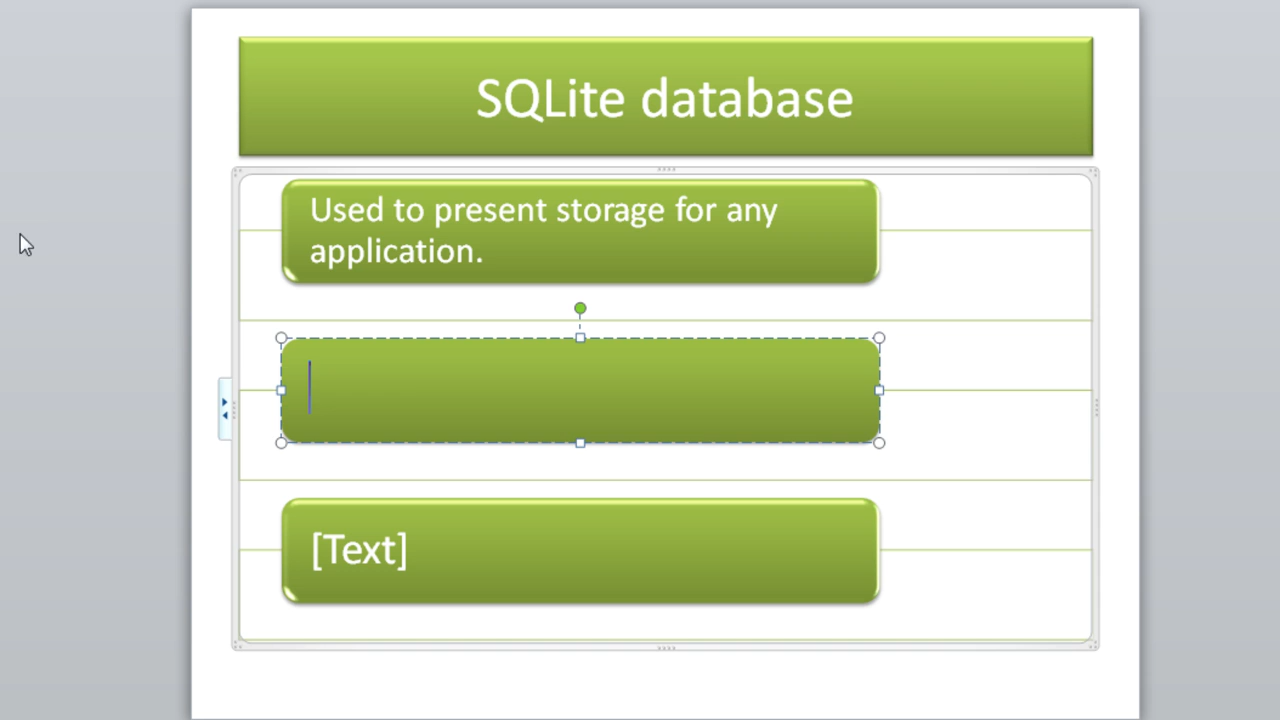 SQLite database
Used to present storage for any
application.
[Text]